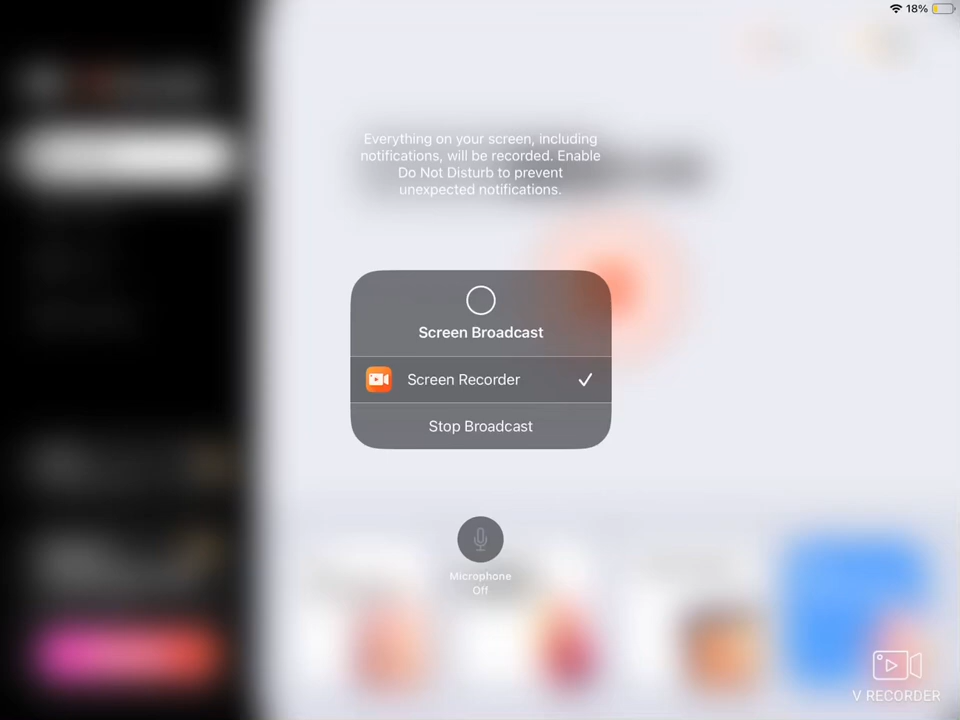 18%
Everything on your screen, including
notifications, will be recorded. Enable
Do Not Disturb to prevent
unexpected notifications.
Screen Broadcast
Screen Recorder
Stop Broadcast
Microphone
Off
V RECORDER